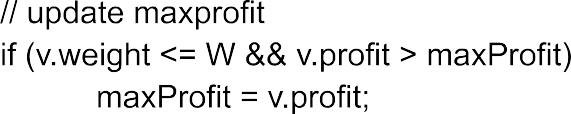 // update maxprofit
if (v.weight <= W && v.profit > maxProfit)
maxProfit = v.profit;